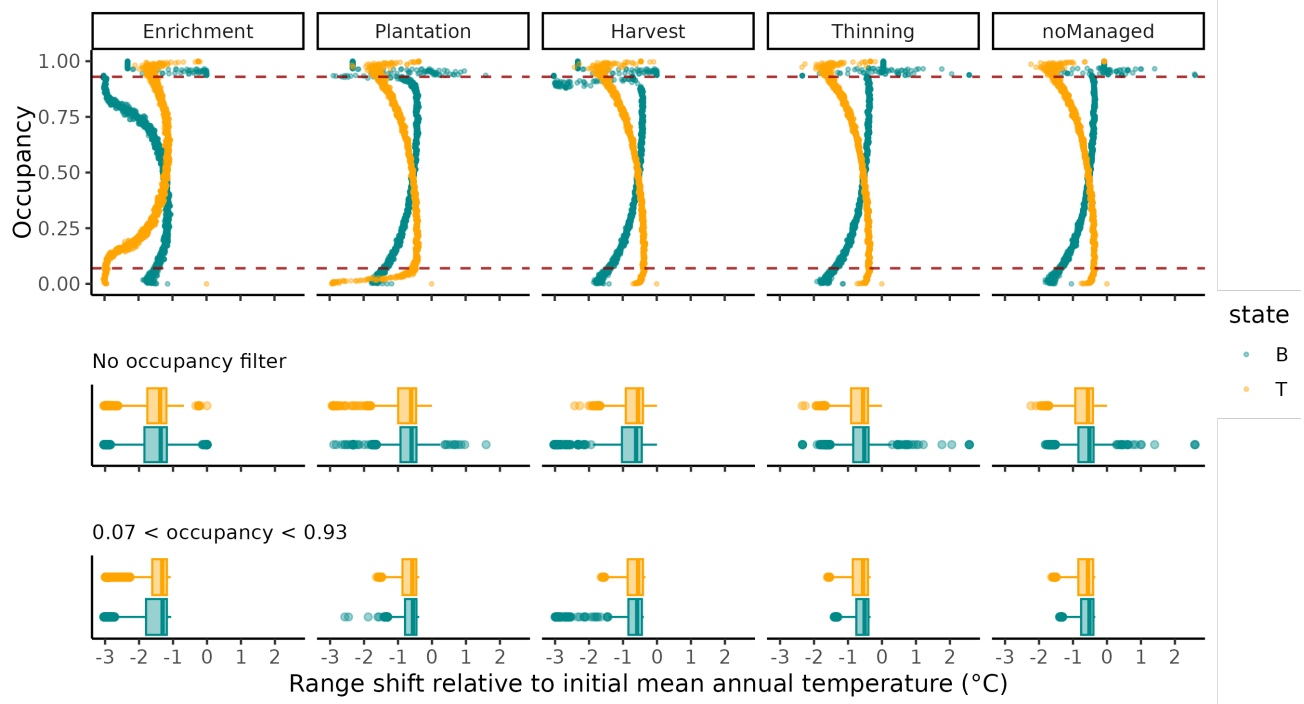 Enrichment Plantation Harvest Thinning noManaged
Occupancy
1.00
0.75
0.50
0.25
0.00
state
B
T
No occupancy filter
0.07 < occupancy < 0.93
-3 -2 -1 0 1 2 -3 -2 -1 0 1 2 -3 -2 -1 0 1 2 -3 -2 -1 0 1 2 -3 -2 -1 0 1 2
Range shift relative to initial mean annual temperature (°C)